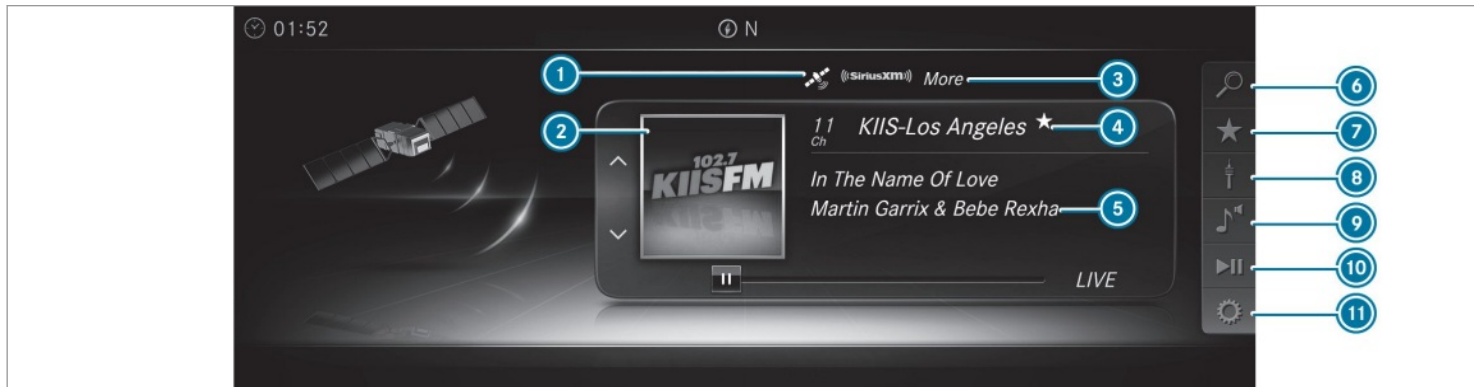 01:52
N
1
((SiriusXM))
More
3
2
11
Ch
KIIS-Los Angeles
4
102.7
KIISFM
In The Name Of Love
Martin Garrix & Bebe Rexha
5
LIVE
6
7
8
9
10
11